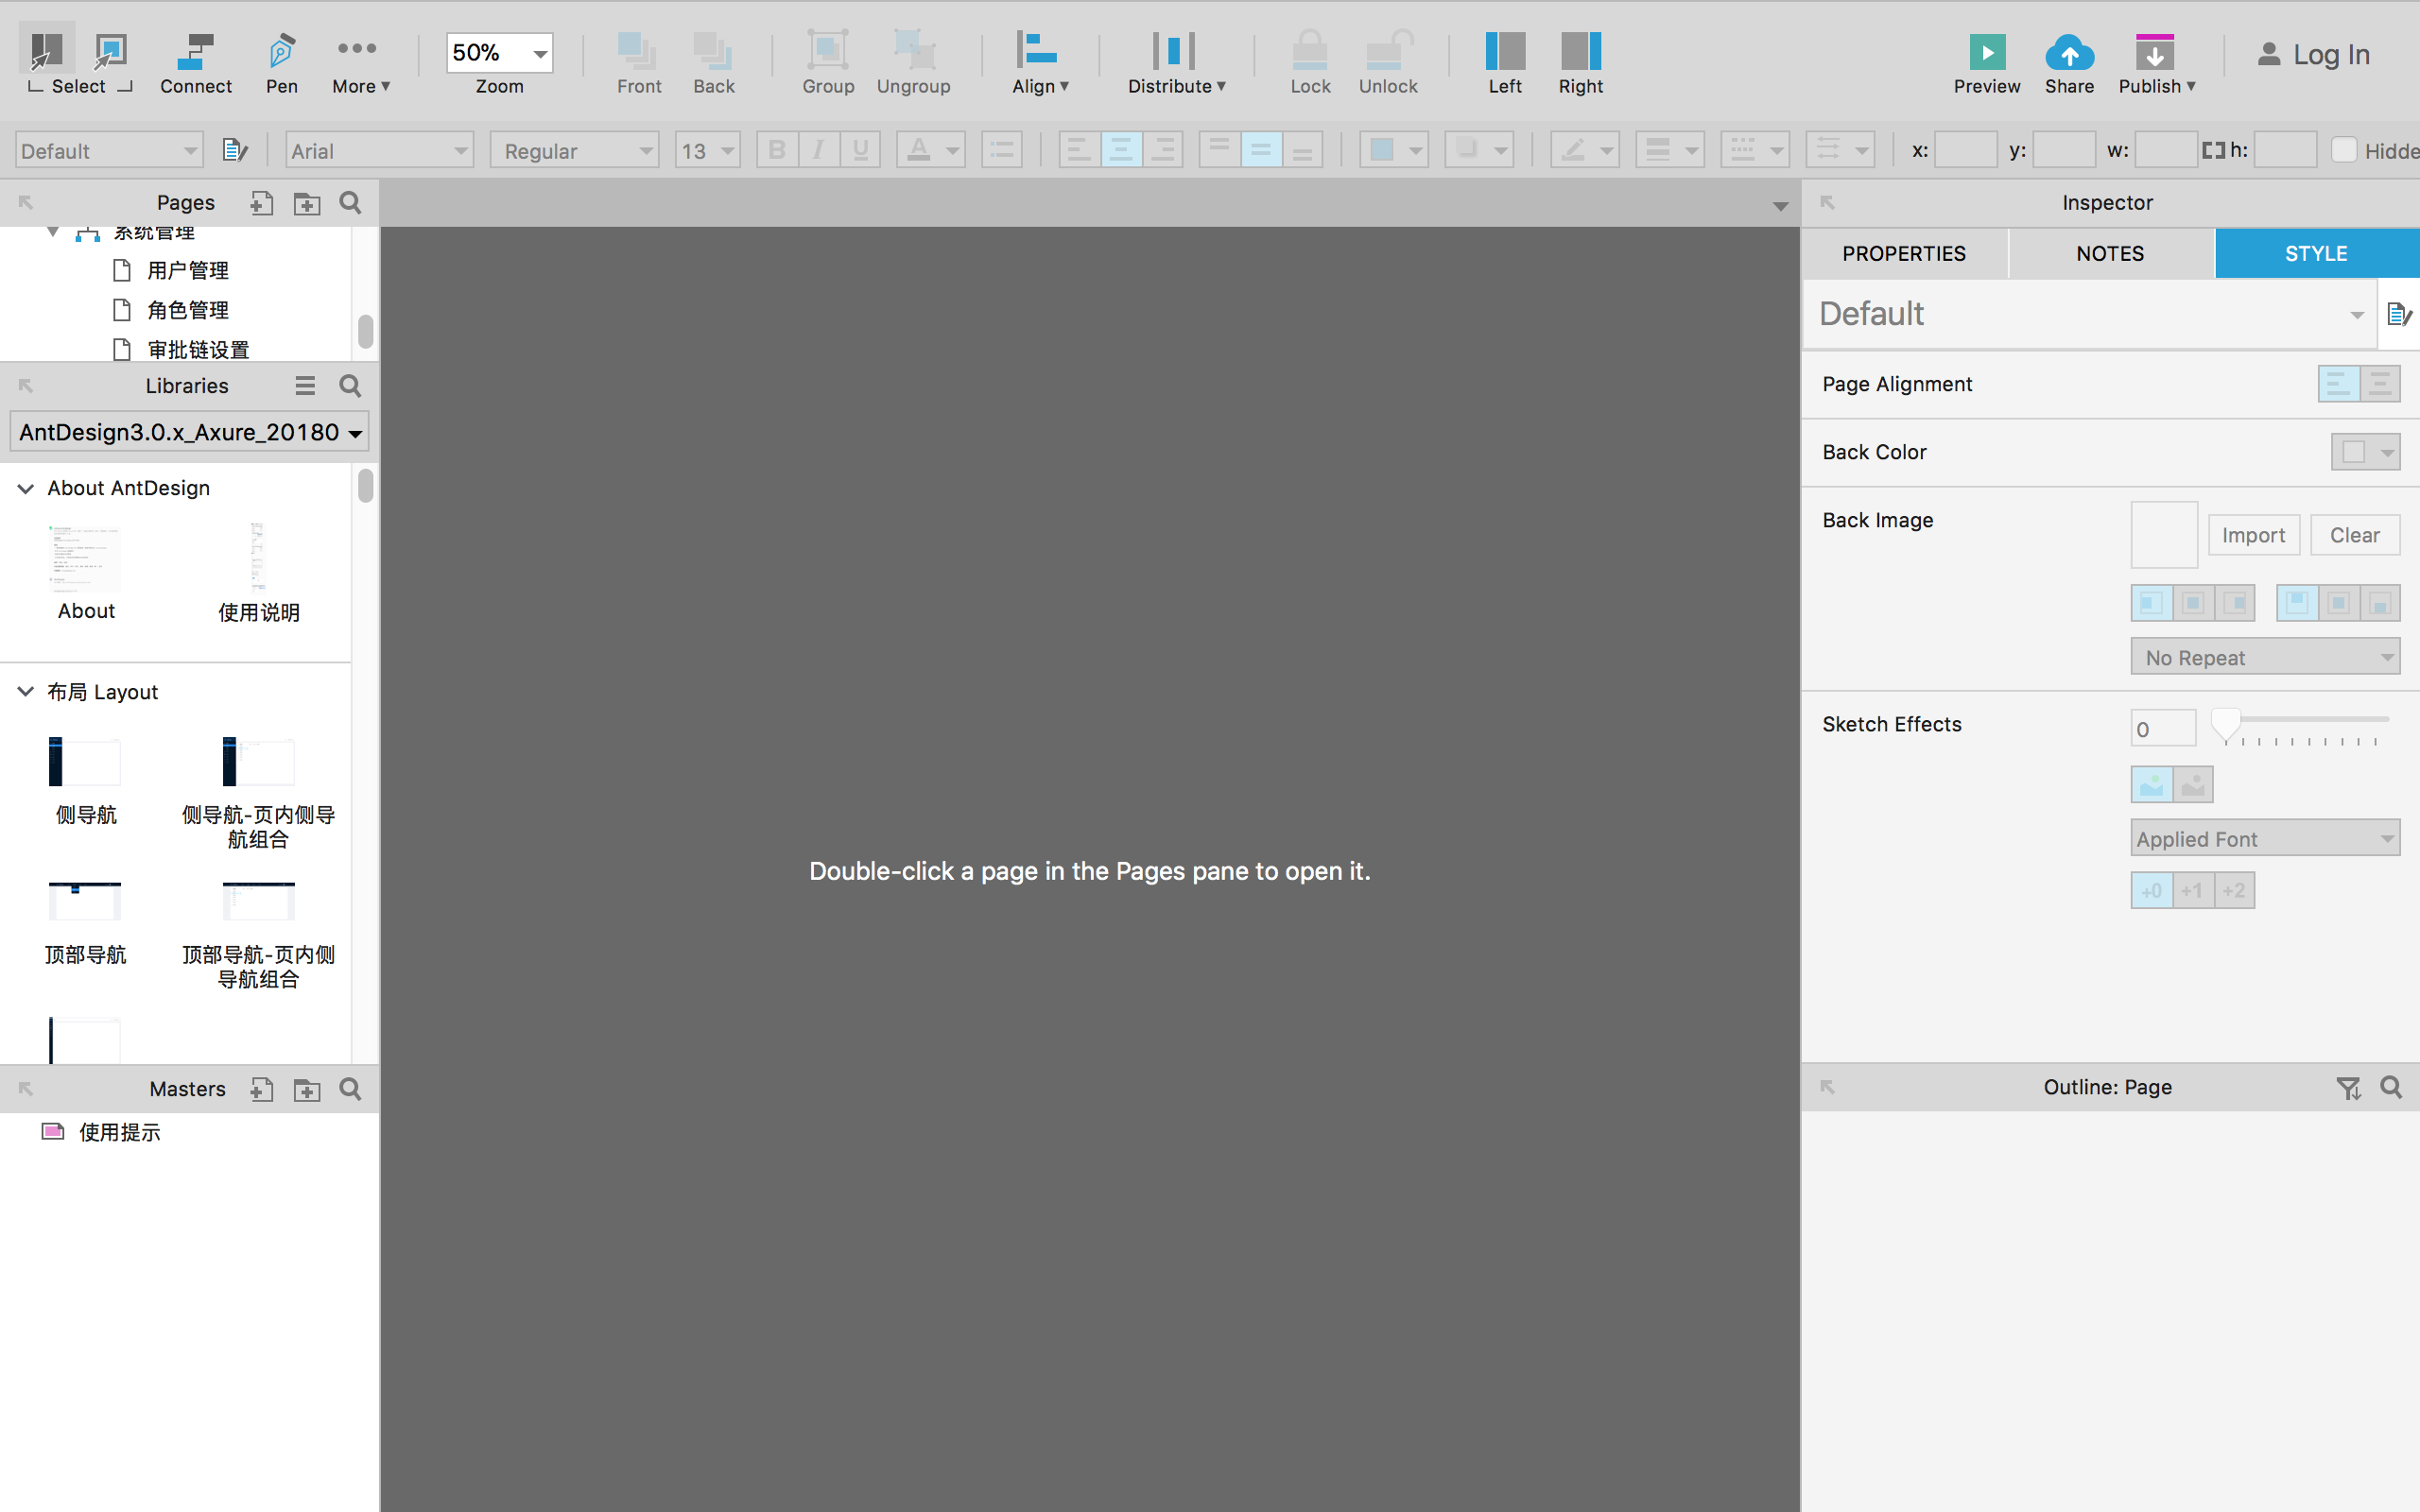 Select
Connect
Pen
More ▾
50%
Zoom
Front
Back
Group
Ungroup
Align ▾
Distribute ▾
Lock
Unlock
Left
Right
Preview
Share
Publish ▾
Log In
Default
Arial
Regular
13
B
I
U
A
x:
y:
w:
h:
Hidde
Pages
系统管理
用户管理
角色管理
审批链设置
Libraries
AntDesign3.0.x_Axure_20180
About AntDesign
About
使用说明
布局 Layout
侧导航
侧导航-页内侧导
航组合
顶部导航
顶部导航-页内侧
导航组合
Masters
使用提示
Double-click a page in the Pages pane to open it.
Inspector
PROPERTIES
NOTES
STYLE
Default
Page Alignment
Back Color
Back Image
Import
Clear
No Repeat
Sketch Effects
0
Applied Font
+0
+1
+2
Outline: Page